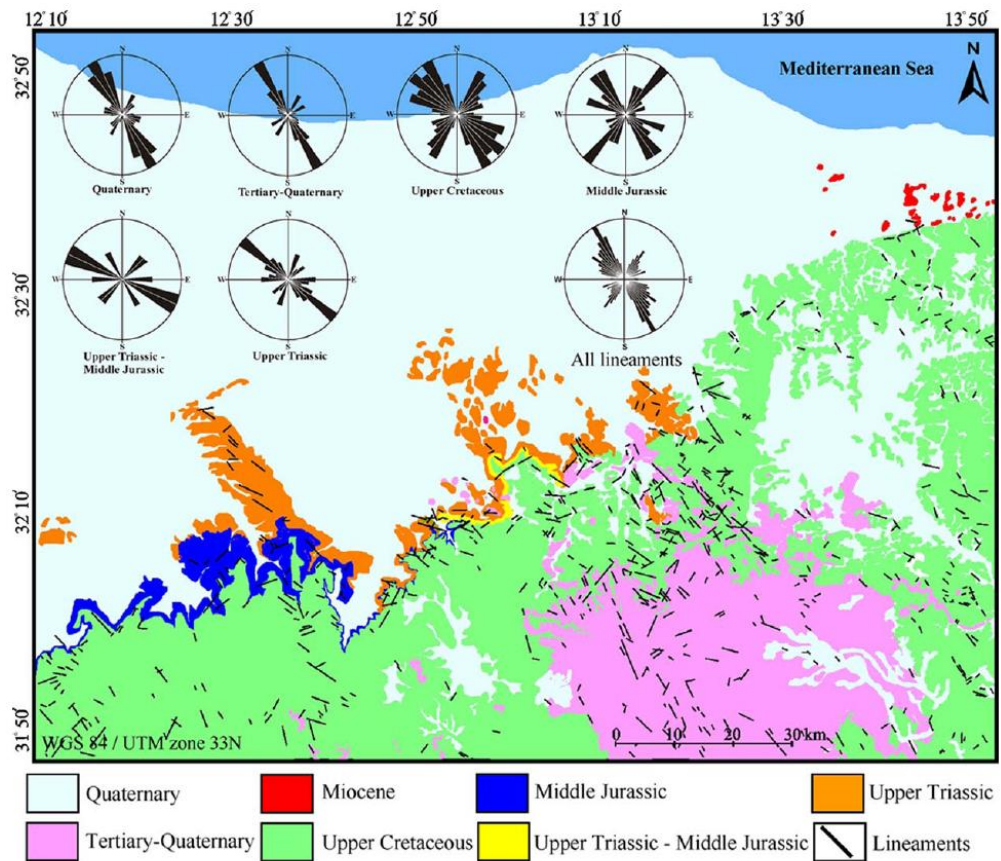 12°10' 12°30' 12°50' 13°10' 13°30' 13°50'
32°50'
32°30'
32°10'
31°50'
Mediterranean Sea
N
N
W E
S
Quaternary
N
W E
S
Tertiary-Quaternary
N
W E
S
Upper Cretaceous
N
W E
S
Middle Jurassic
N
W E
S
Upper Triassic -
Middle Jurassic
N
W E
S
Upper Triassic
N
W E
S
All lineaments
WGS 84 / UTM zone 33N
0 10 20 30 km
Quaternary
Miocene
Middle Jurassic
Upper Triassic
Tertiary-Quaternary
Upper Cretaceous
Upper Triassic - Middle Jurassic
Lineaments